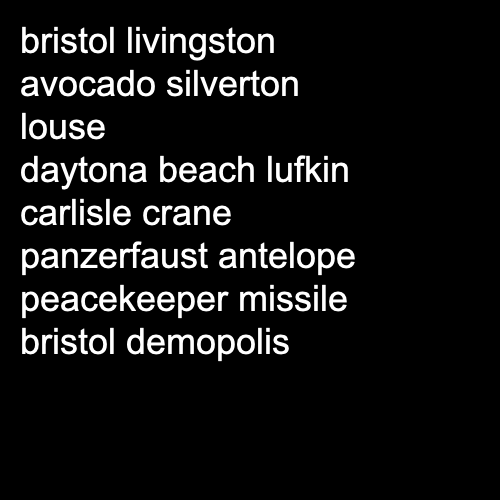 bristol livingston
avocado silverton
louse
daytona beach lufkin
carlisle crane
panzerfaust antelope
peacekeeper missile
bristol demopolis